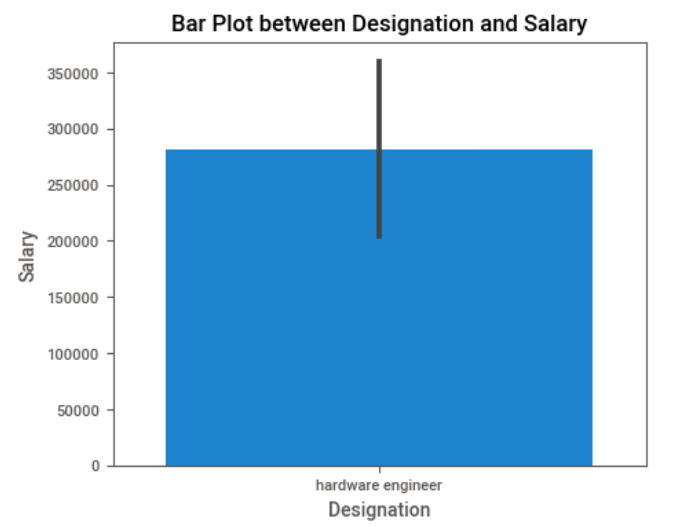 Bar Plot between Designation and Salary
350000
300000
250000
200000
150000
100000
50000
0
Salary
hardware engineer
Designation